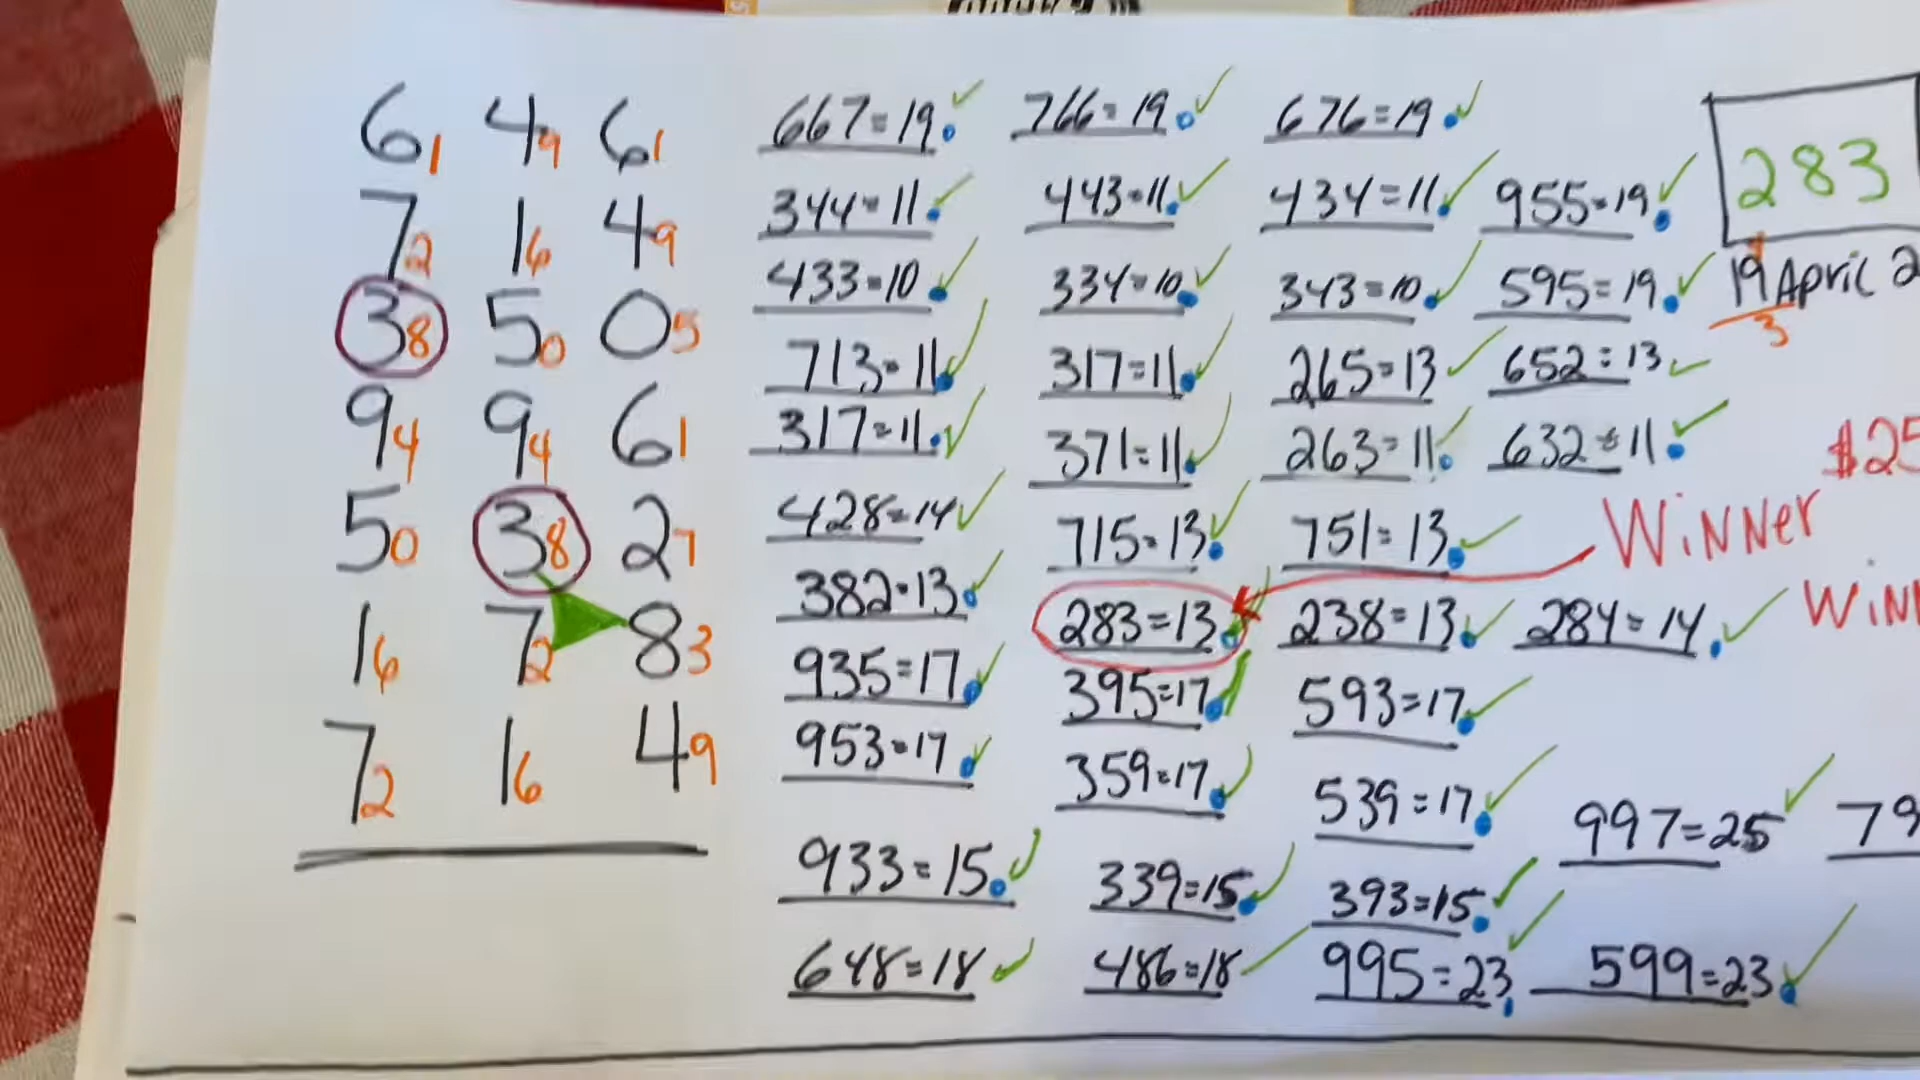 6 1 4 9 6 1
7 2 1 6 4 9
3 8 5 0 0 5
9 4 9 4 6 1
5 0 3 8 2 7
1 6 7 2 8 3
7 2 1 6 4 9
667=19. 766=19. 676=19.
344=11. 443=11. 434=11. 955=19.
433=10. 334=10. 343=10. 595=19.
713=11. 317=11. 265=13 652=13
317=11. 371=11. 263=11. 632=11.
428=14 715=13. 751=13.
382=13. 283=13. 238=13. 284=14.
935=17. 395=17. 593=17.
953=17. 359=17. 539=17. 997=25 79
933=15. 339=15. 393=15.
648=18 486=18 995=23. 599=23.
283
19 April 2
3
$25
WiNNer